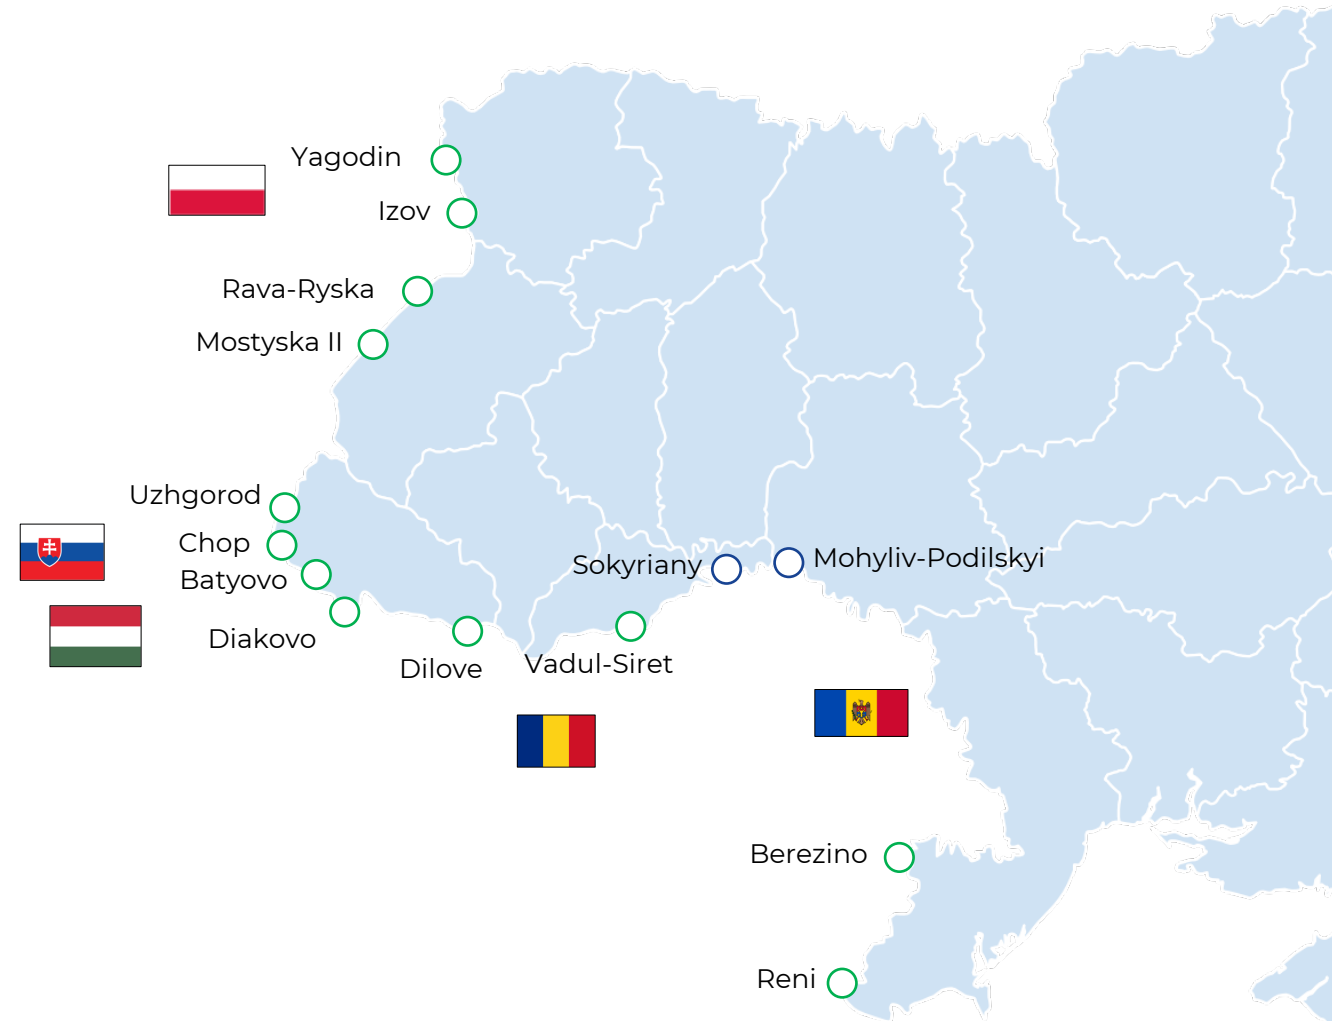 Yagodin
Izov
Rava-Ryska
Mostyska II
Uzhgorod
Chop
Batyovo
Sokyriany
Mohyliv-Podilskyi
Diakovo
Dilove
Vadul-Siret
Berezino
Reni